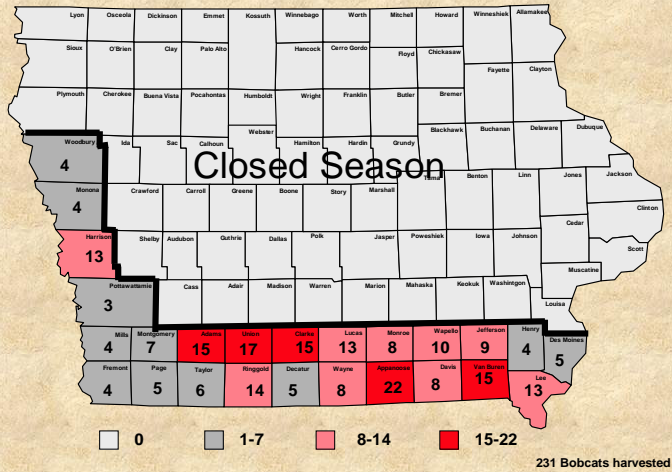 Lyon Osceola Dickinson Emmet Kossuth Winnebago Worth Mitchell Howard Winneshiek Allamakee
Sioux O'Brien Clay Palo Alto Hancock Cerro Gordo Floyd Chickasaw
Fayette Clayton
Plymouth Cherokee Buena Vista Pocahontas Humboldt Wright Franklin Butler Bremer
Woodbury Ida Sac Calhoun Webster Hamilton Hardin Grundy Blackhawk Buchanan Delaware Dubuque
4
Closed Season
Monona Crawford Carroll Greene Boone Story Marshall Tama Benton Linn Jones Jackson
4
Clinton
Harrison Shelby Audubon Guthrie Dallas Polk Jasper Poweshiek Iowa Johnson Cedar Scott
13
Muscatine
Pottawattamie Cass Adair Madison Warren Marion Mahaska Keokuk Washintgon Louisa
3
Mills Montgomery Adams Union Clarke Lucas Monroe Wapello Jefferson Henry Des Moines
4 7 15 17 15 13 8 10 9 4 5
Fremont Page Taylor Ringgold Decatur Wayne Appanoose Davis Van Buren Lee
4 5 6 14 5 8 22 8 15 13
0 1-7 8-14 15-22
231 Bobcats harvested